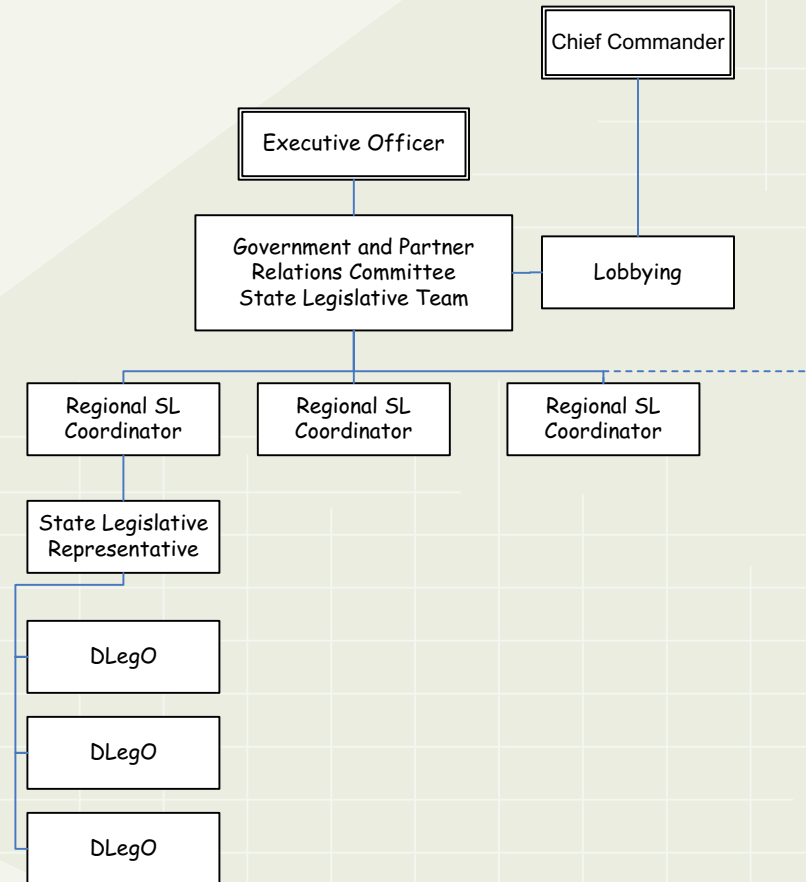 Chief Commander
Executive Officer
Government and Partner
Relations Committee
State Legislative Team
Lobbying
Regional SL
Coordinator
Regional SL
Coordinator
Regional SL
Coordinator
State Legislative
Representative
DLegO
DLegO
DLegO